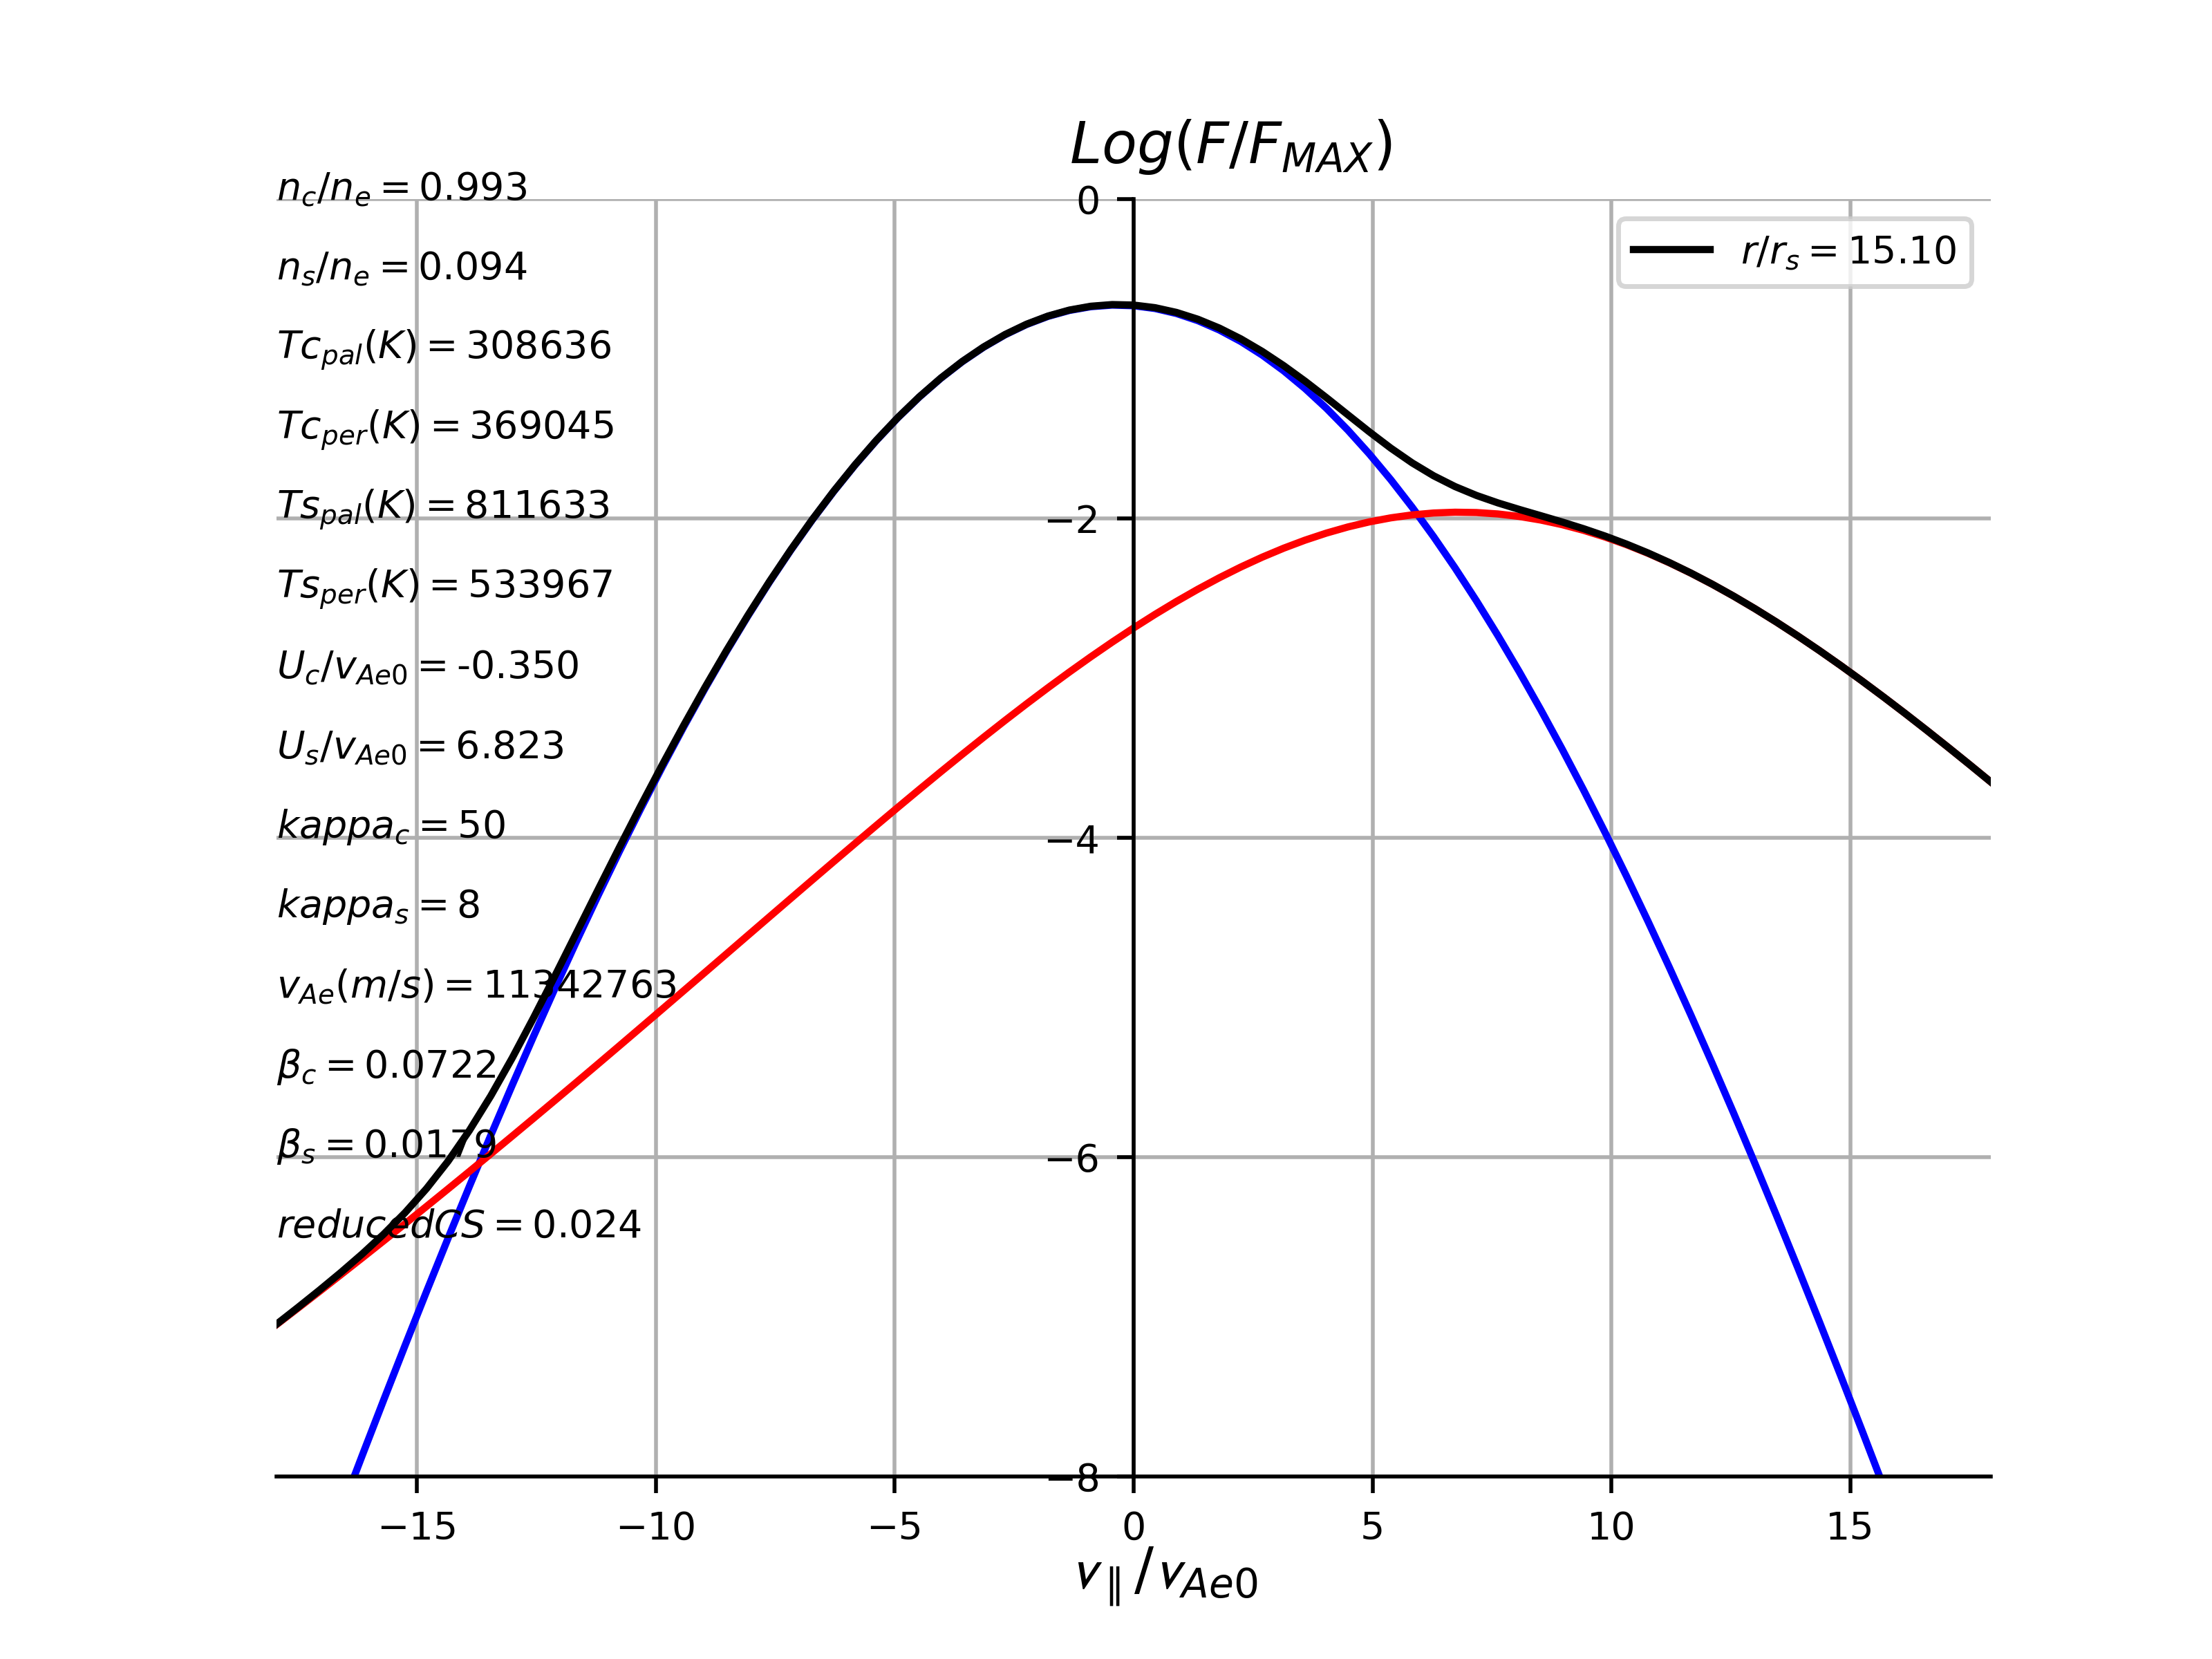 Log(F/F_MAX)
n_c/n_e = 0.993
n_s/n_e = 0.094
Tc_pal(K) = 308636
Tc_per(K) = 369045
Ts_pal(K) = 811633
Ts_per(K) = 533967
U_c/v_Ae0 = -0.350
U_s/v_Ae0 = 6.823
kappa_c = 50
kappa_s = 8
v_Ae(m/s) = 11342763
β_c = 0.0722
β_s = 0.0179
reducedCS = 0.024
r/r_s = 15.10
0
−2
−4
−6
−8
−15 −10 −5 0 5 10 15
v_∥/v_Ae0